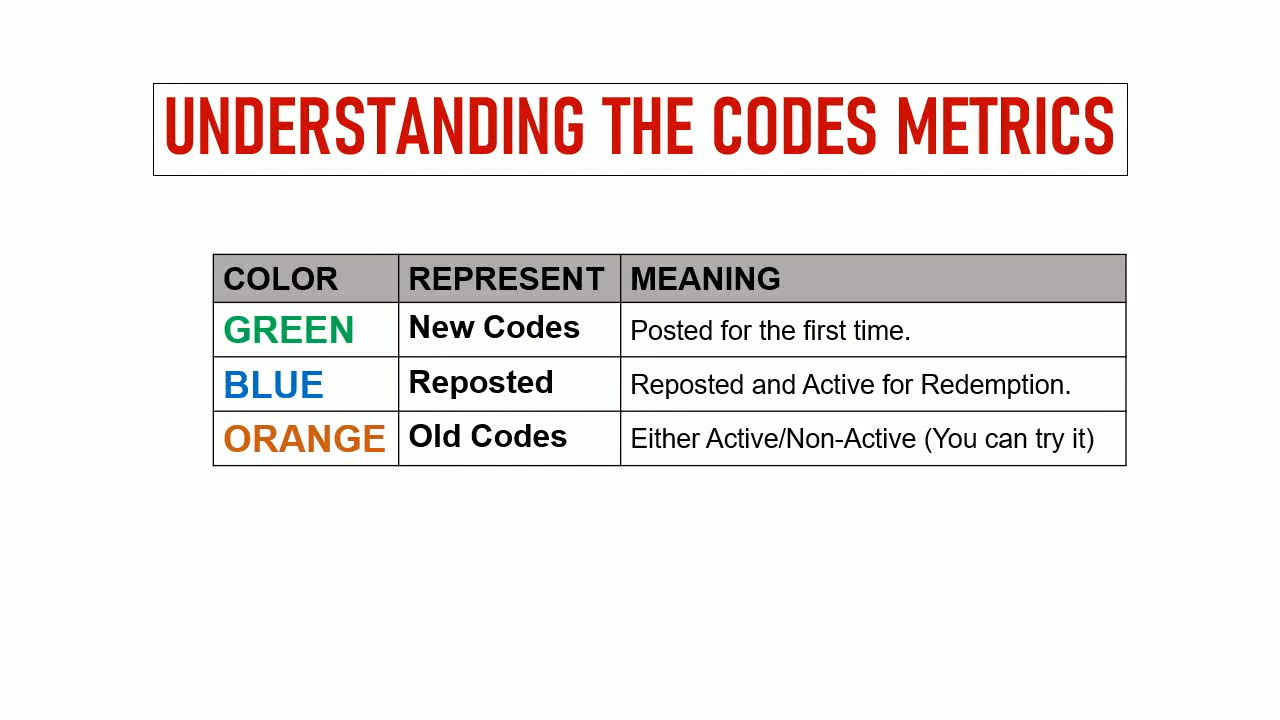 UNDERSTANDING THE CODES METRICS
COLOR REPRESENT MEANING
GREEN New Codes Posted for the first time.
BLUE Reposted Reposted and Active for Redemption.
ORANGE Old Codes Either Active/Non-Active (You can try it)